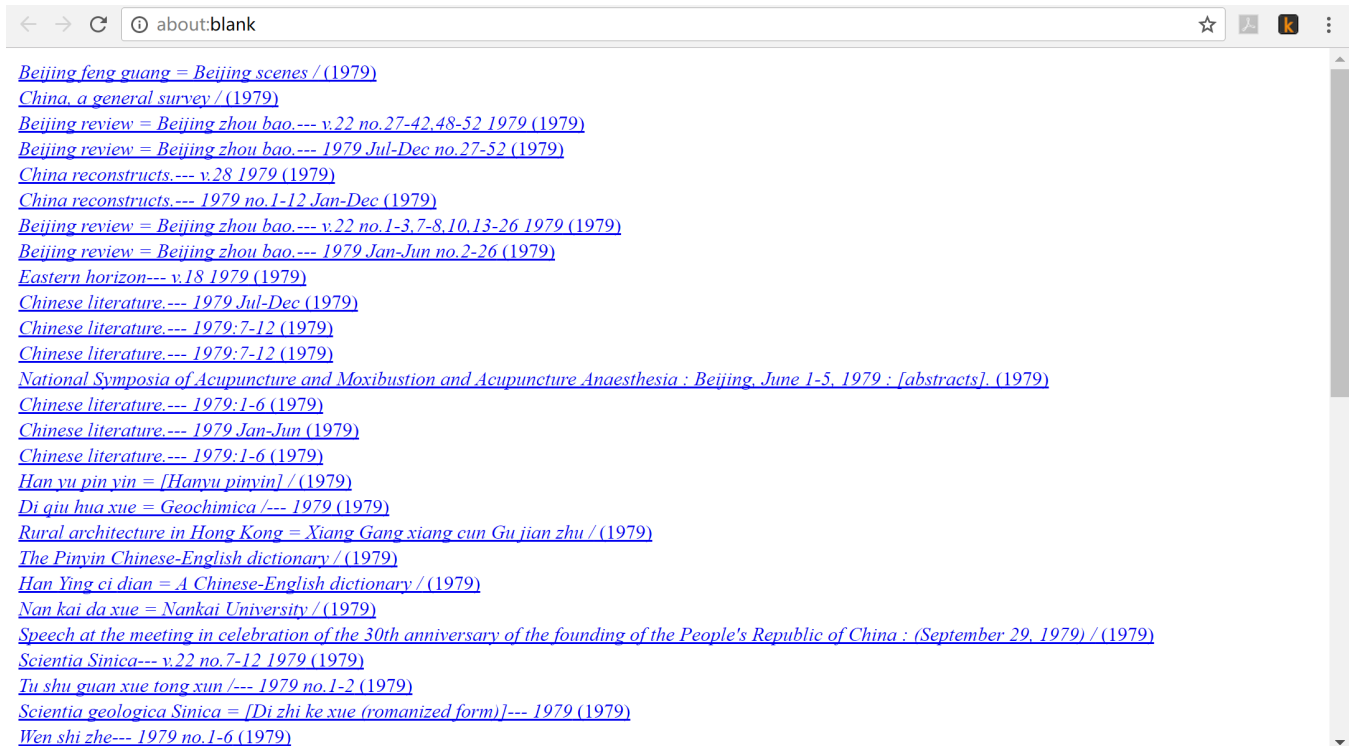 about:blank
k
Beijing feng guang = Beijing scenes / (1979)
China, a general survey / (1979)
Beijing review = Beijing zhou bao.--- v.22 no.27-42,48-52 1979 (1979)
Beijing review = Beijing zhou bao.--- 1979 Jul-Dec no.27-52 (1979)
China reconstructs.--- v.28 1979 (1979)
China reconstructs.--- 1979 no.1-12 Jan-Dec (1979)
Beijing review = Beijing zhou bao.--- v.22 no.1-3,7-8,10,13-26 1979 (1979)
Beijing review = Beijing zhou bao.--- 1979 Jan-Jun no.2-26 (1979)
Eastern horizon--- v.18 1979 (1979)
Chinese literature.--- 1979 Jul-Dec (1979)
Chinese literature.--- 1979:7-12 (1979)
Chinese literature.--- 1979:7-12 (1979)
National Symposia of Acupuncture and Moxibustion and Acupuncture Anaesthesia : Beijing, June 1-5, 1979 : [abstracts]. (1979)
Chinese literature.--- 1979:1-6 (1979)
Chinese literature.--- 1979 Jan-Jun (1979)
Chinese literature.--- 1979:1-6 (1979)
Han yu pin yin = [Hanyu pinyin] / (1979)
Di qiu hua xue = Geochimica /--- 1979 (1979)
Rural architecture in Hong Kong = Xiang Gang xiang cun Gu jian zhu / (1979)
The Pinyin Chinese-English dictionary / (1979)
Han Ying ci dian = A Chinese-English dictionary / (1979)
Nan kai da xue = Nankai University / (1979)
Speech at the meeting in celebration of the 30th anniversary of the founding of the People's Republic of China : (September 29, 1979) / (1979)
Scientia Sinica--- v.22 no.7-12 1979 (1979)
Tu shu guan xue tong xun /--- 1979 no.1-2 (1979)
Scientia geologica Sinica = [Di zhi ke xue (romanized form)]--- 1979 (1979)
Wen shi zhe--- 1979 no.1-6 (1979)